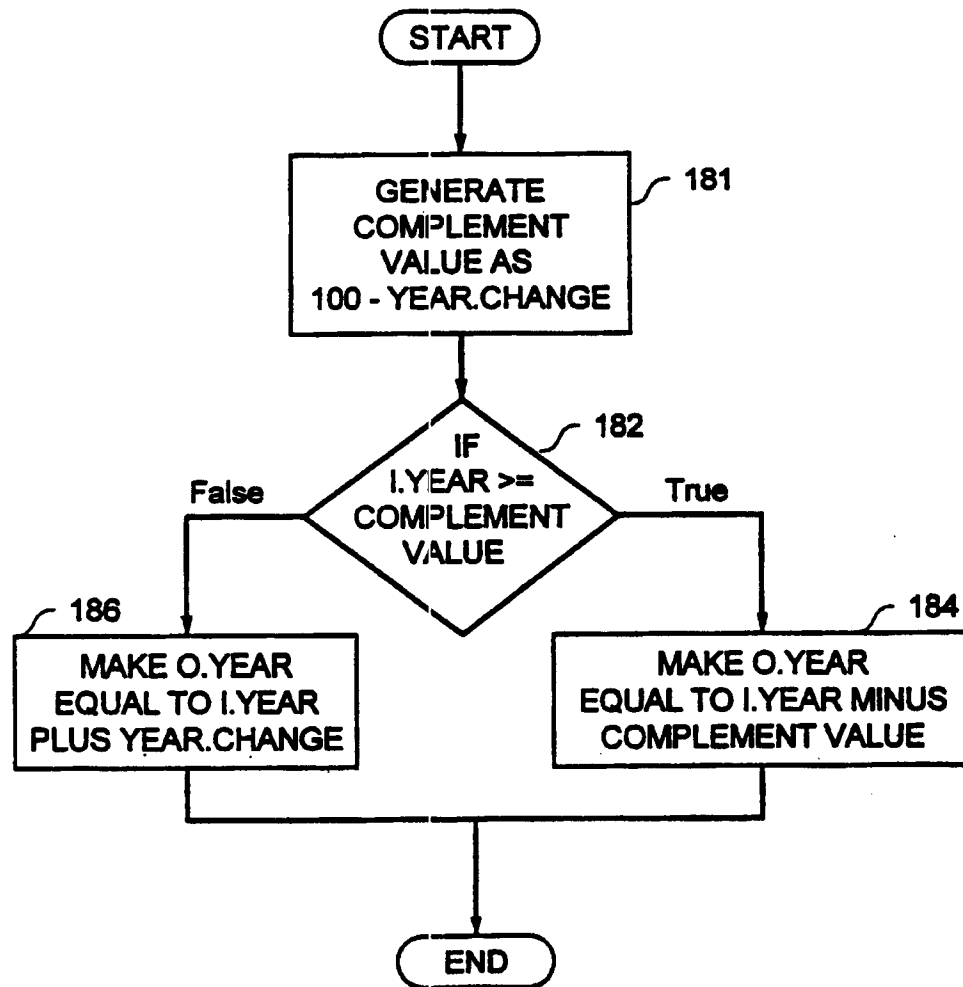 START
GENERATE
COMPLEMENT
VALUE AS
100 - YEAR.CHANGE
181
IF
I.YEAR >=
COMPLEMENT
VALUE
182
False
True
186
MAKE O.YEAR
EQUAL TO I.YEAR
PLUS YEAR.CHANGE
184
MAKE O.YEAR
EQUAL TO I.YEAR MINUS
COMPLEMENT VALUE
END